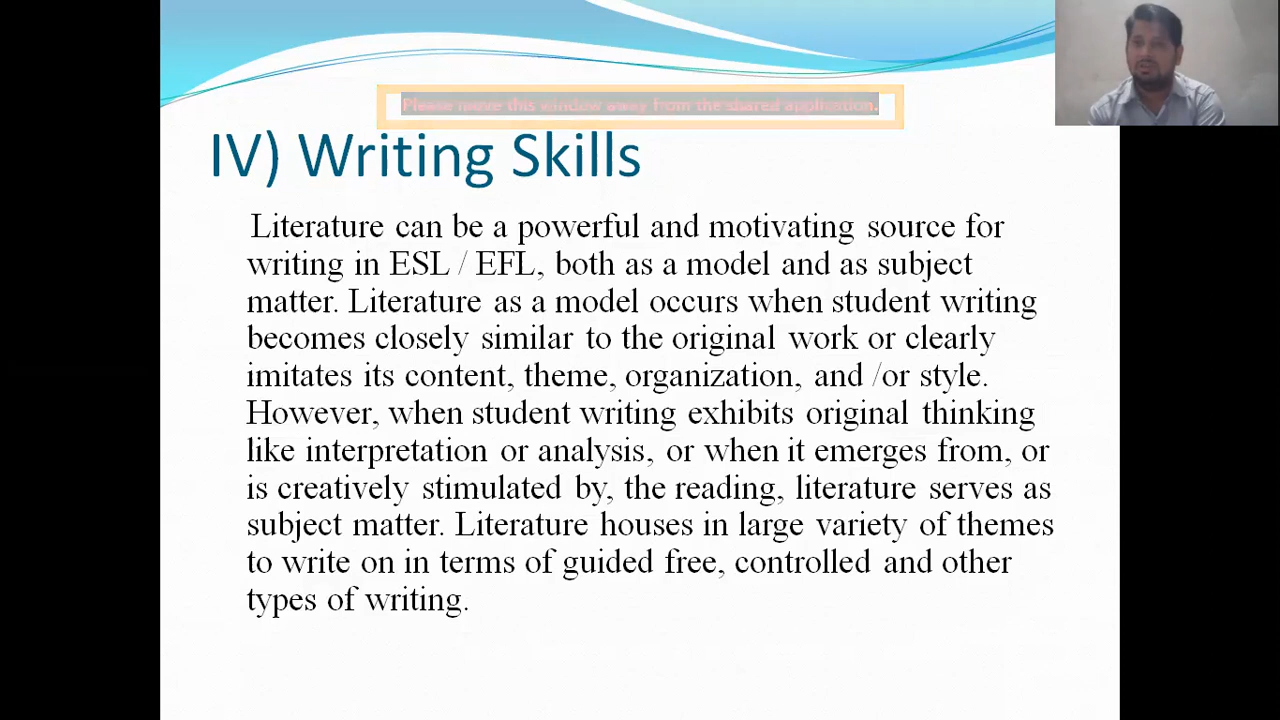 Please move this window away from the shared application.
IV) Writing Skills
Literature can be a powerful and motivating source for
writing in ESL / EFL, both as a model and as subject
matter. Literature as a model occurs when student writing
becomes closely similar to the original work or clearly
imitates its content, theme, organization, and /or style.
However, when student writing exhibits original thinking
like interpretation or analysis, or when it emerges from, or
is creatively stimulated by, the reading, literature serves as
subject matter. Literature houses in large variety of themes
to write on in terms of guided free, controlled and other
types of writing.